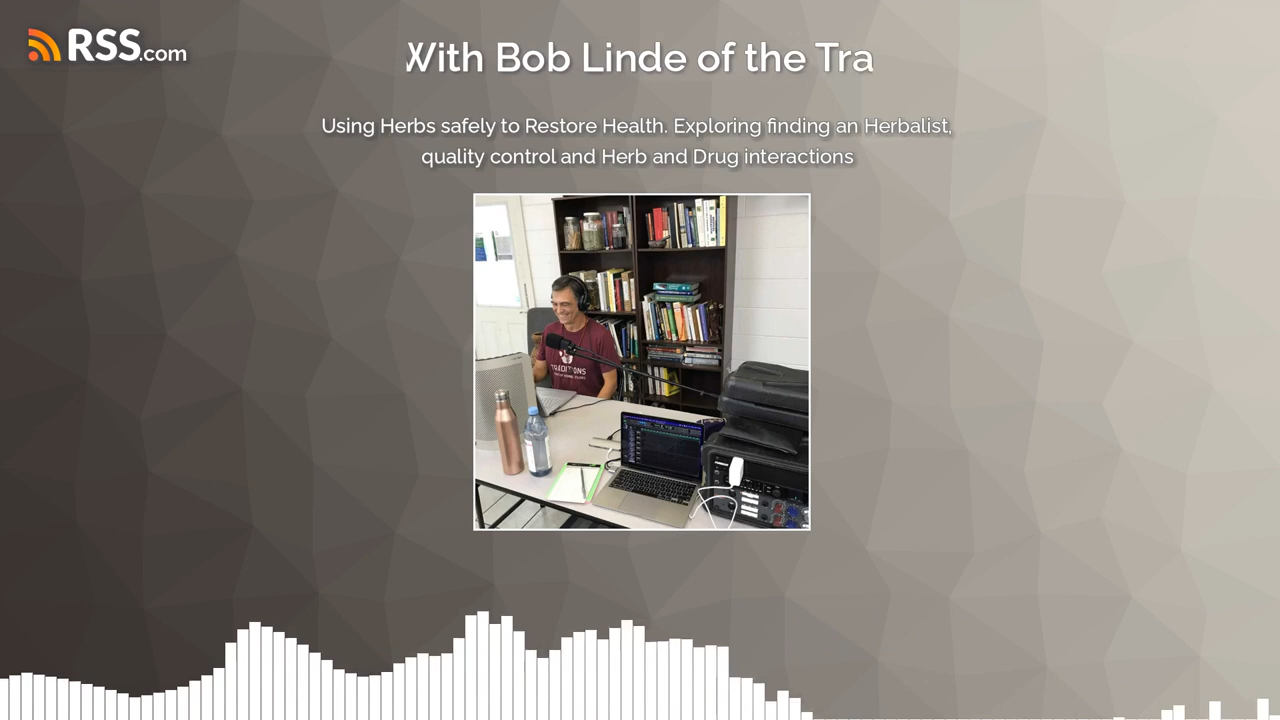 RSS.com
With Bob Linde of the Tra
Using Herbs safely to Restore Health. Exploring finding an Herbalist,
quality control and Herb and Drug interactions
TRADITIONS